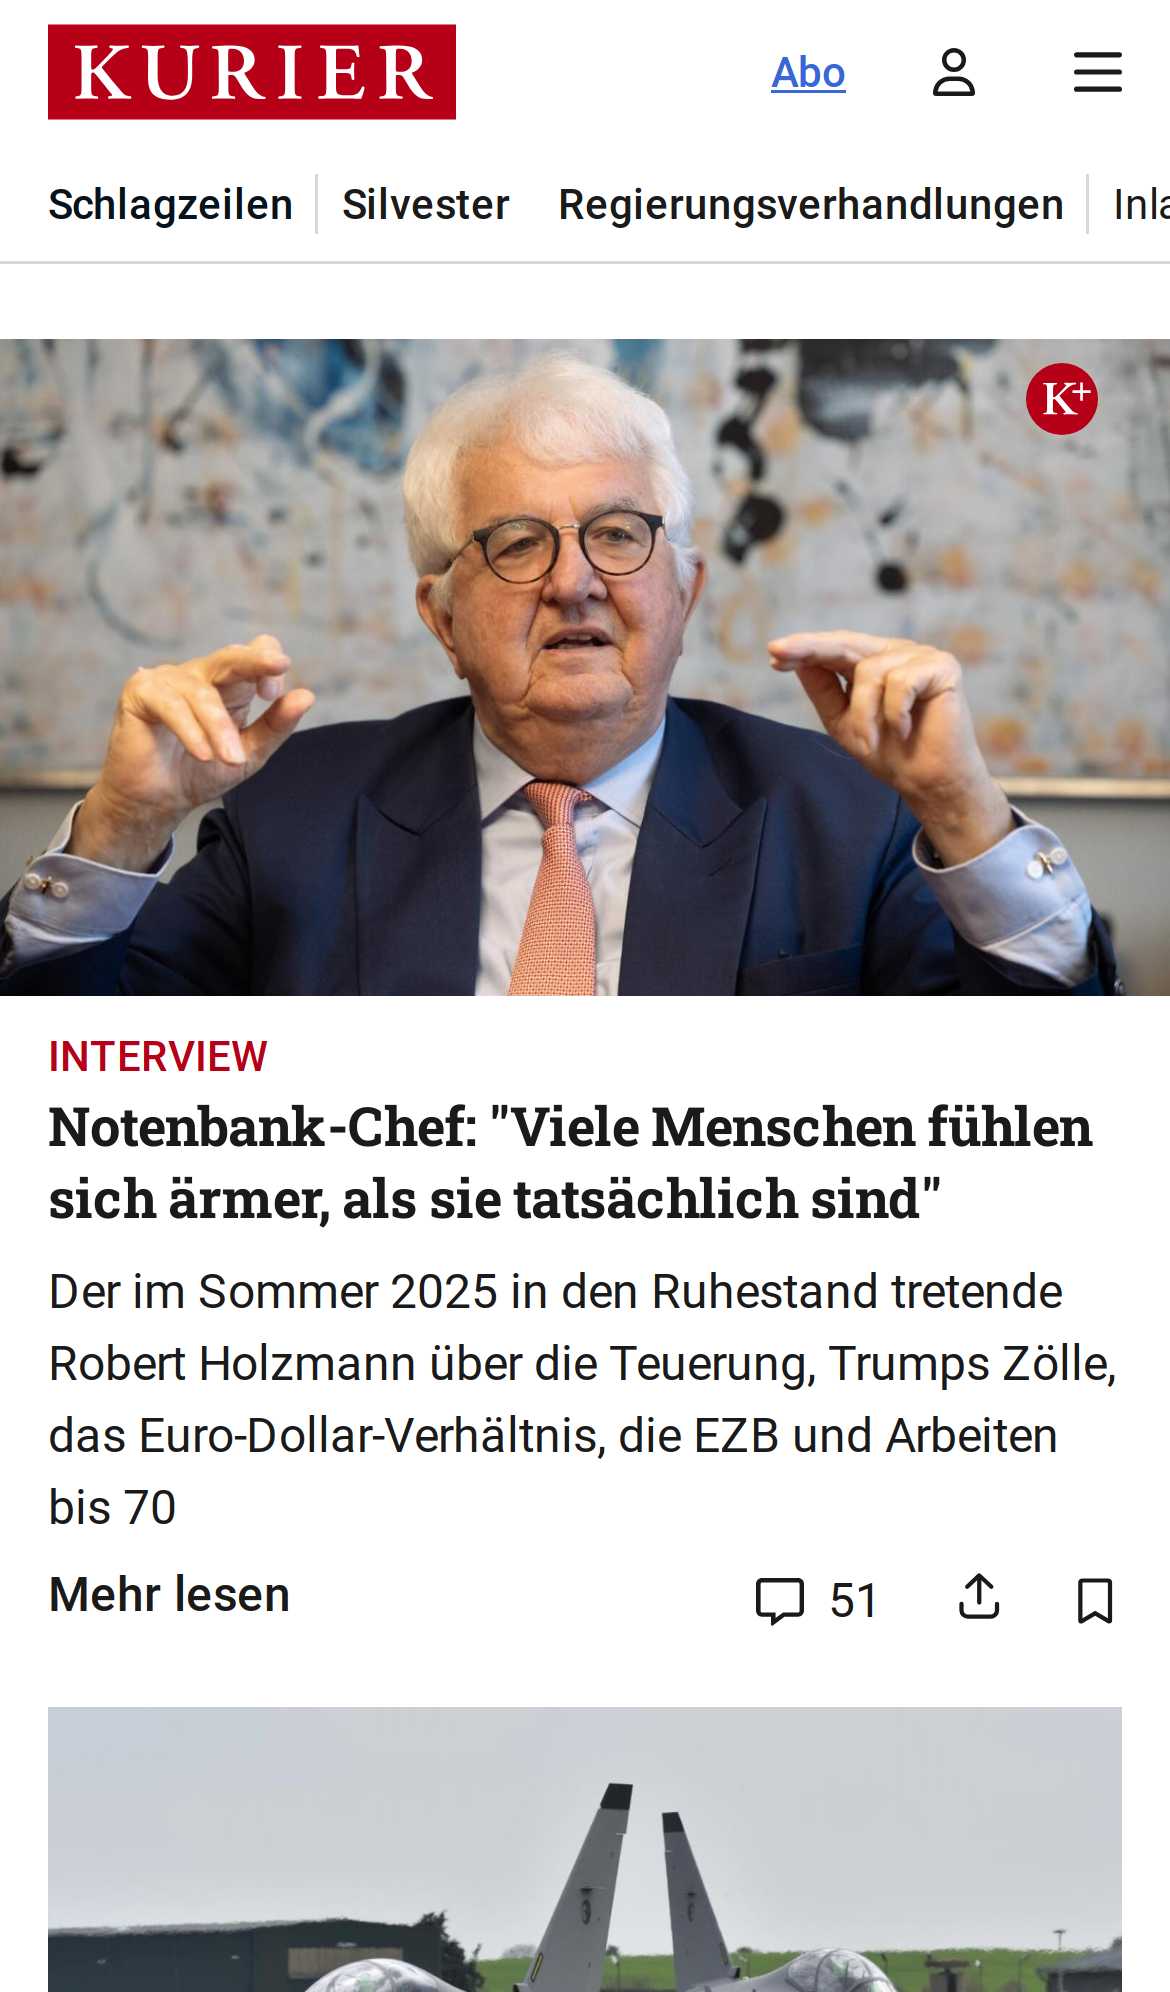 KURIER
Abo
Schlagzeilen
Silvester
Regierungsverhandlungen
Inla
K+
INTERVIEW
Notenbank-Chef: "Viele Menschen fühlen
sich ärmer, als sie tatsächlich sind"
Der im Sommer 2025 in den Ruhestand tretende
Robert Holzmann über die Teuerung, Trumps Zölle,
das Euro-Dollar-Verhältnis, die EZB und Arbeiten
bis 70
Mehr lesen
51